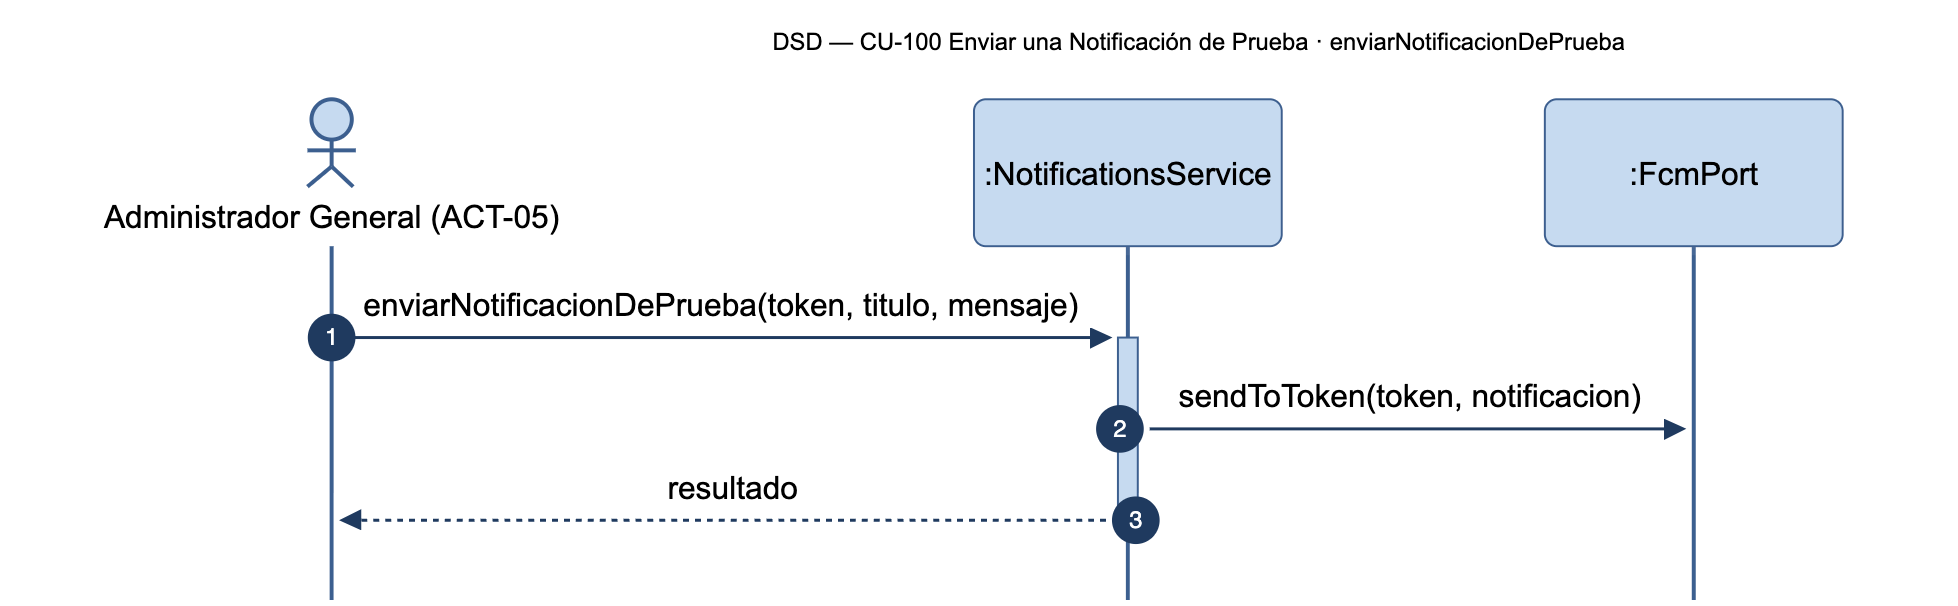 DSD — CU-100 Enviar una Notificación de Prueba · enviarNotificacionDePrueba
Administrador General (ACT-05)
:NotificationsService
:FcmPort
enviarNotificacionDePrueba(token, titulo, mensaje)
1
sendToToken(token, notificacion)
2
resultado
3